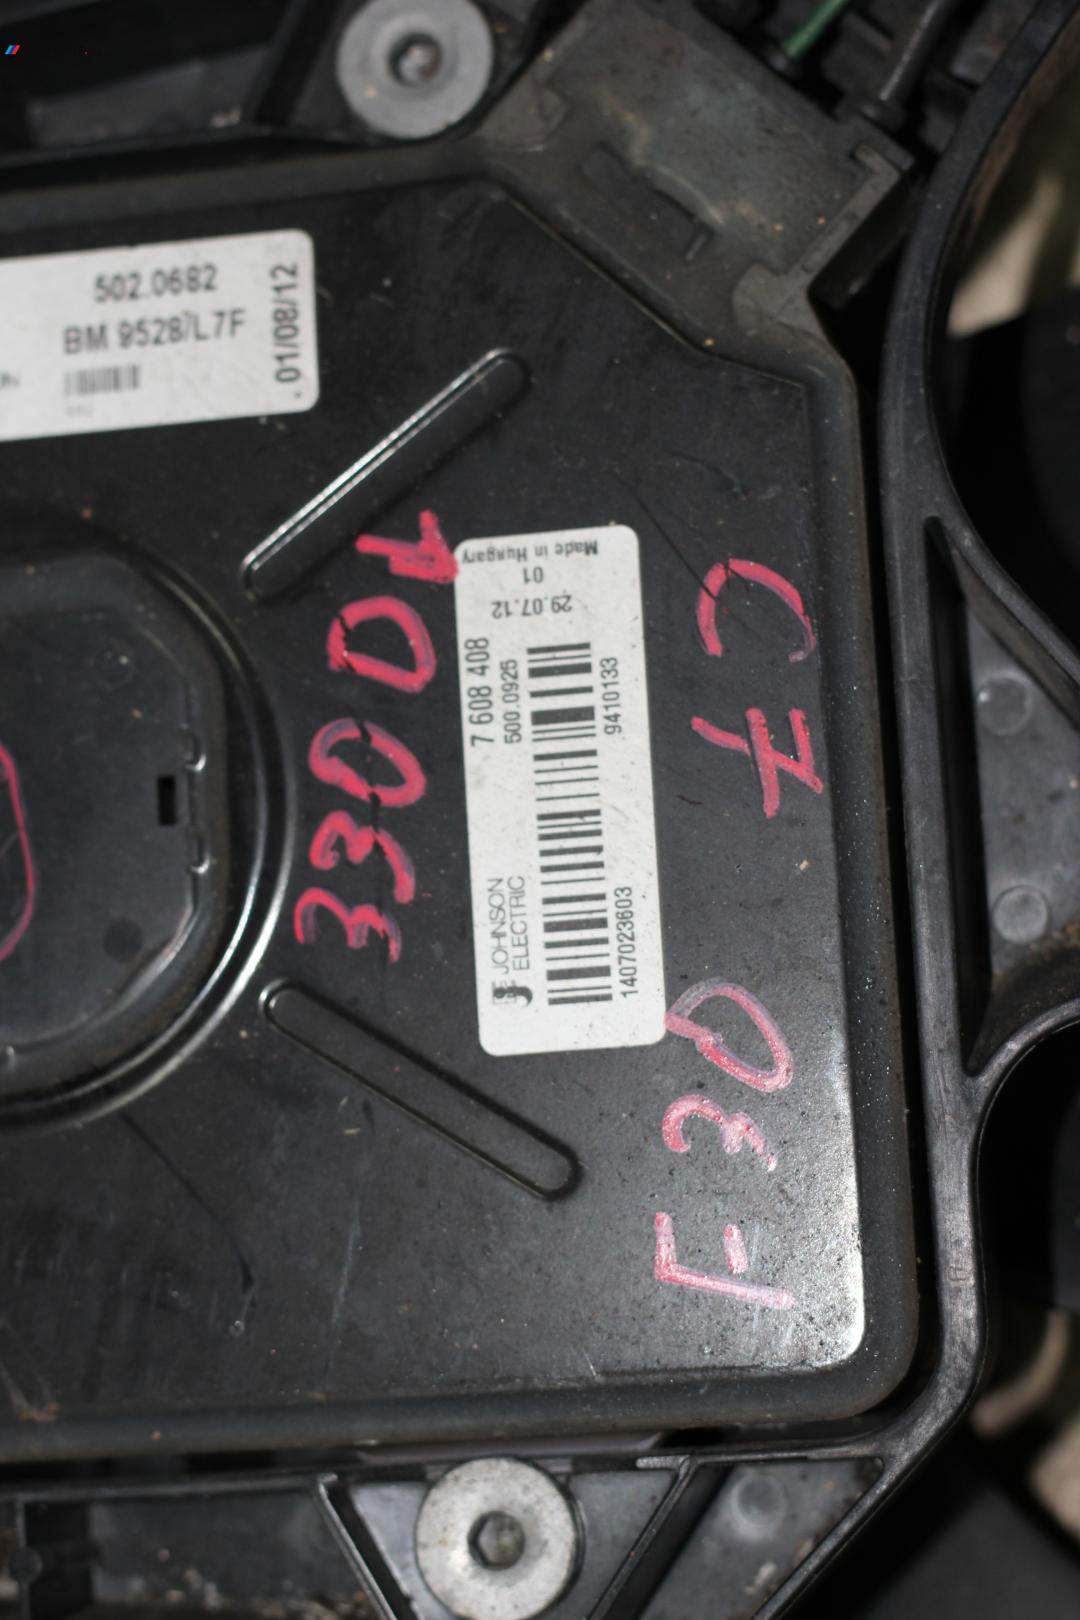 502.0682
BM 9528/L7F
01/08/12
Made in Hungary
01
29.07.12
7 608 408
500.0925
9410133
JOHNSON
ELECTRIC
1407023603
330D
F30